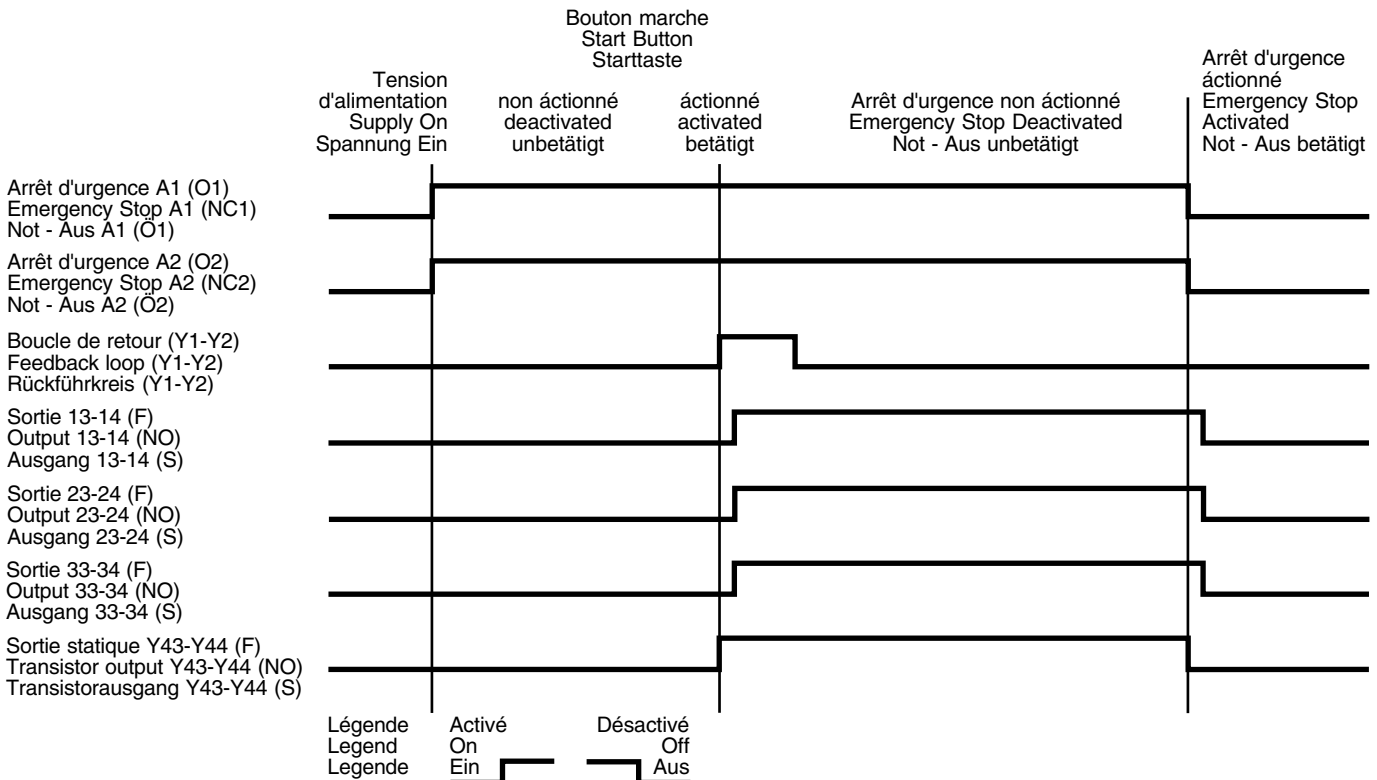 Bouton marche
Start Button
Starttaste
Tension
d'alimentation
Supply On
Spannung Ein
non áctionné
deactivated
unbetätigt
áctionné
activated
betätigt
Arrêt d'urgence non áctionné
Emergency Stop Deactivated
Not - Aus unbetätigt
Arrêt d'urgence
áctionné
Emergency Stop
Activated
Not - Aus betätigt
Arrêt d'urgence A1 (O1)
Emergency Stop A1 (NC1)
Not - Aus A1 (Ö1)
Arrêt d'urgence A2 (O2)
Emergency Stop A2 (NC2)
Not - Aus A2 (Ö2)
Boucle de retour (Y1-Y2)
Feedback loop (Y1-Y2)
Rückführkreis (Y1-Y2)
Sortie 13-14 (F)
Output 13-14 (NO)
Ausgang 13-14 (S)
Sortie 23-24 (F)
Output 23-24 (NO)
Ausgang 23-24 (S)
Sortie 33-34 (F)
Output 33-34 (NO)
Ausgang 33-34 (S)
Sortie statique Y43-Y44 (F)
Transistor output Y43-Y44 (NO)
Transistorausgang Y43-Y44 (S)
Légende Activé Désactivé
Legend On Off
Legende Ein Aus